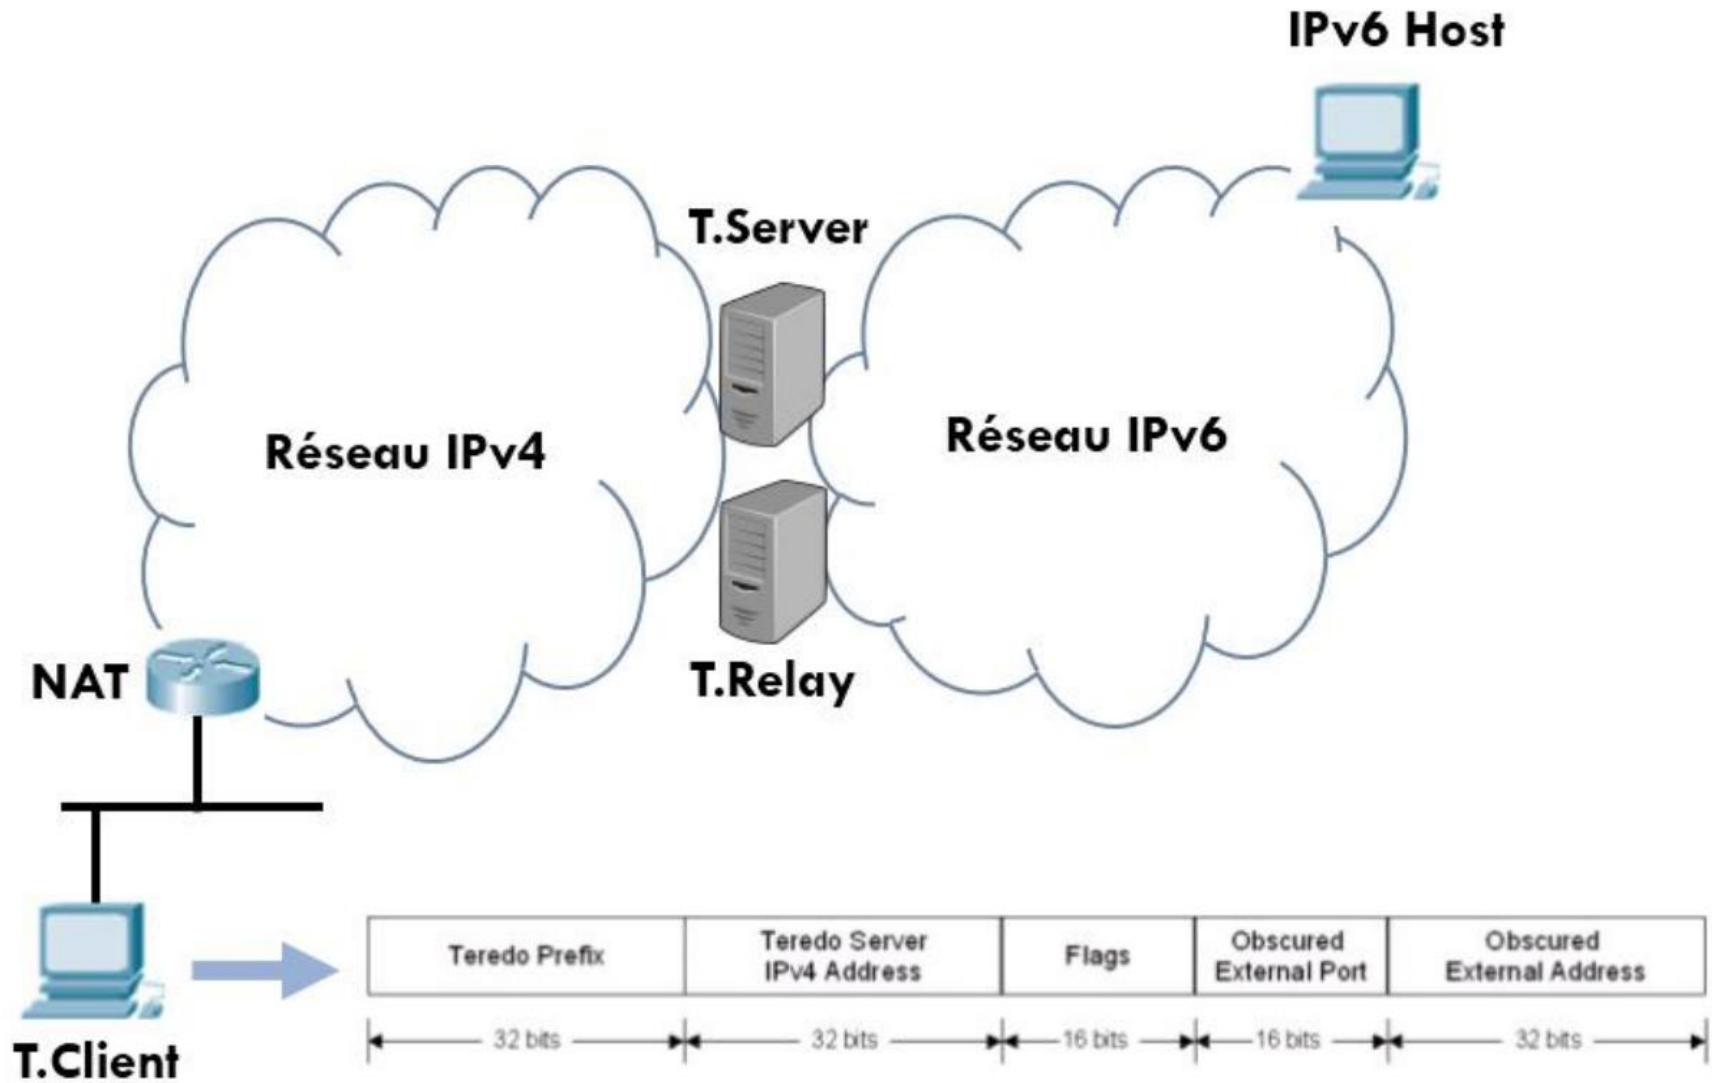 IPv6 Host
T.Server
Réseau IPv4
Réseau IPv6
NAT
T.Relay
T.Client
Teredo Prefix
Teredo Server
IPv4 Address
Flags
Obscured
External Port
Obscured
External Address
32 bits
32 bits
16 bits
16 bits
32 bits